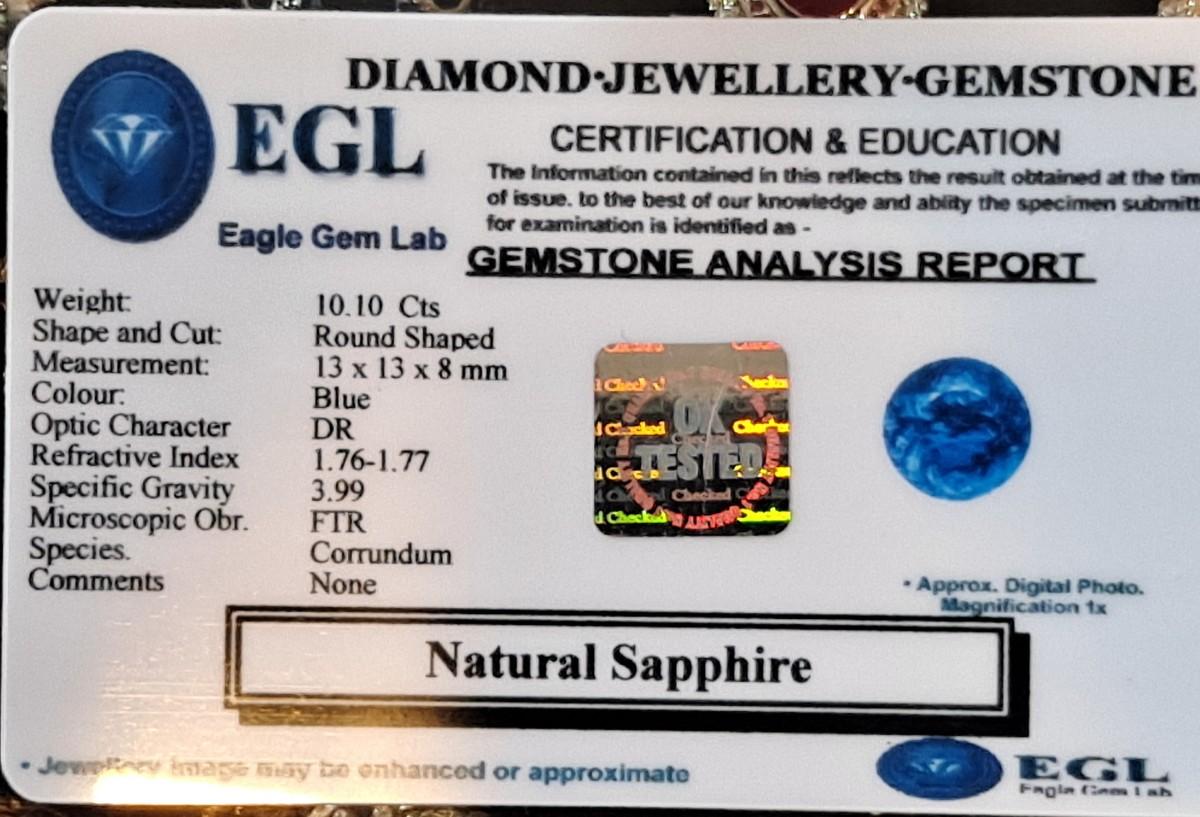 DIAMOND·JEWELLERY·GEMSTONE
EGL
CERTIFICATION & EDUCATION
The Information contained in this reflects the result obtained at the
of issue. to the best of our knowledge and ablity the specimen
for examination is identified as -
Eagle Gem Lab
GEMSTONE ANALYSIS REPORT
Weight: 10.10 Cts
Shape and Cut: Round Shaped
Measurement: 13 x 13 x 8 mm
Colour: Blue
Optic Character DR
Refractive Index 1.76-1.77
Specific Gravity 3.99
Microscopic Obr. FTR
Species. Corrundum
Comments None
OK
TESTED
Checked
• Approx. Digital Photo.
Magnification 1x
Natural Sapphire
• Jewellery image may be enhanced or approximate
EGL
Eagle Gem Lab